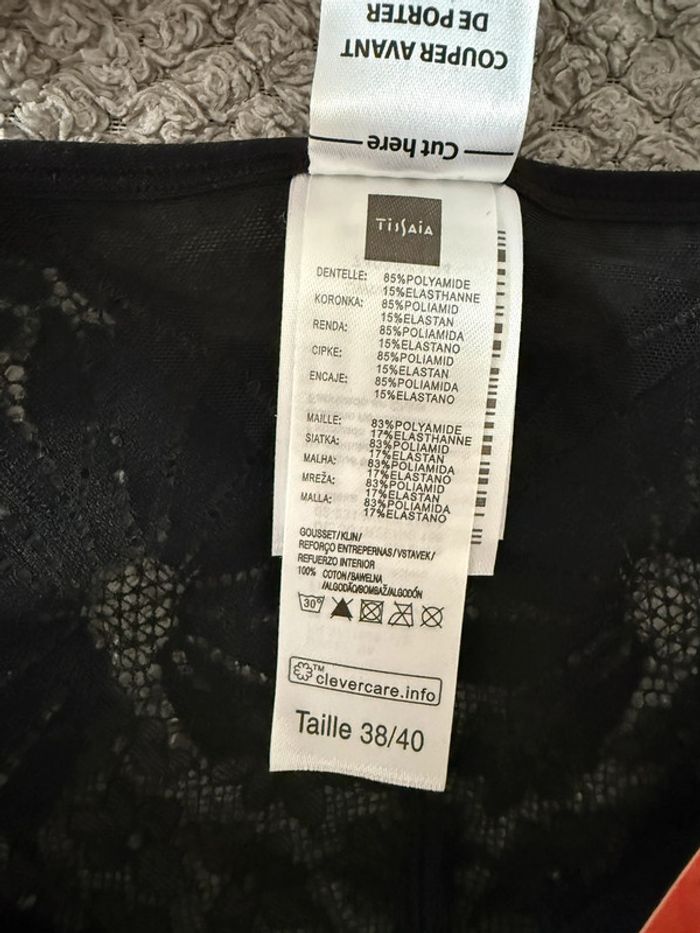 COUPER AVANT
DE PORTER
Cut here
TISSAIA
DENTELLE: 85%POLYAMIDE
15%ELASTHANNE
KORONKA: 85%POLIAMID
15%ELASTAN
RENDA: 85%POLIAMIDA
15%ELASTANO
CIPKE: 85%POLIAMID
15%ELASTAN
ENCAJE: 85%POLIAMIDA
15%ELASTANO
MAILLE: 83%POLYAMIDE
17%ELASTHANNE
SIATKA: 83%POLIAMID
17%ELASTAN
MALHA: 83%POLIAMIDA
17%ELASTANO
MREŽA: 83%POLIAMID
17%ELASTAN
MALLA: 83%POLIAMIDA
17%ELASTANO
GOUSSET/KLIN/
REFORÇO ENTREPERNAS/VSTAVEK/
REFUERZO INTERIOR
100% COTON/BAWELNA
/ALGODÃO/BOMBAŽ/ALGODÓN
30°
TM
clevercare.info
Taille 38/40